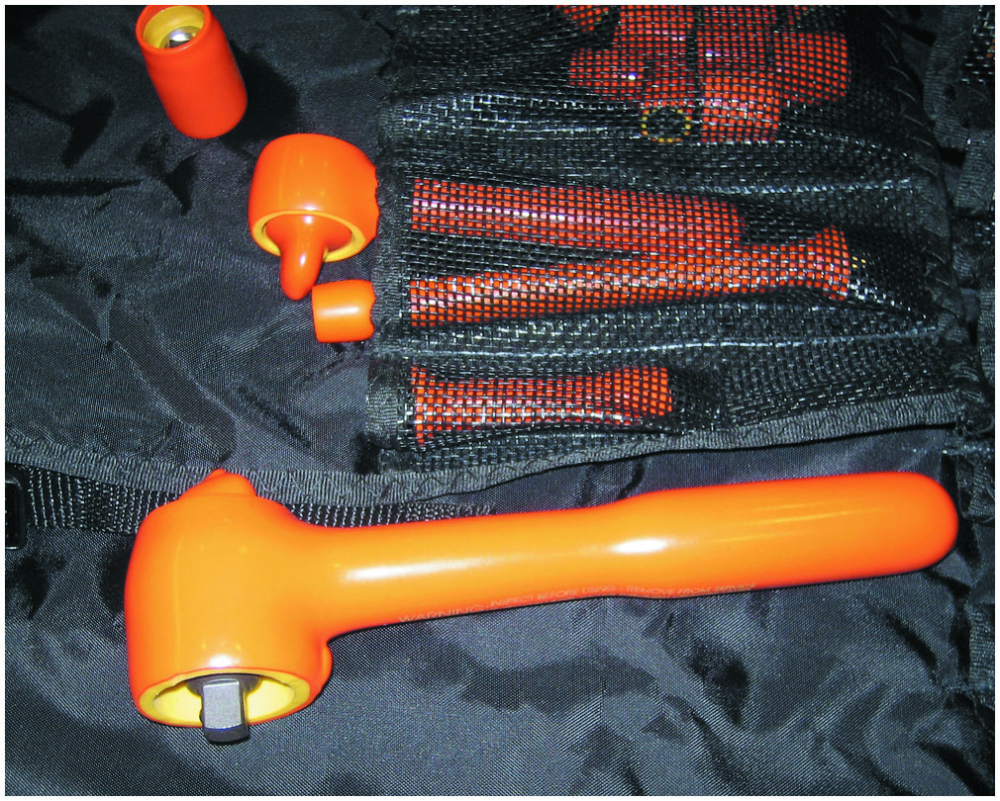 WARNING: INSPECT BEFORE USING - REMOVE FROM SERVICE